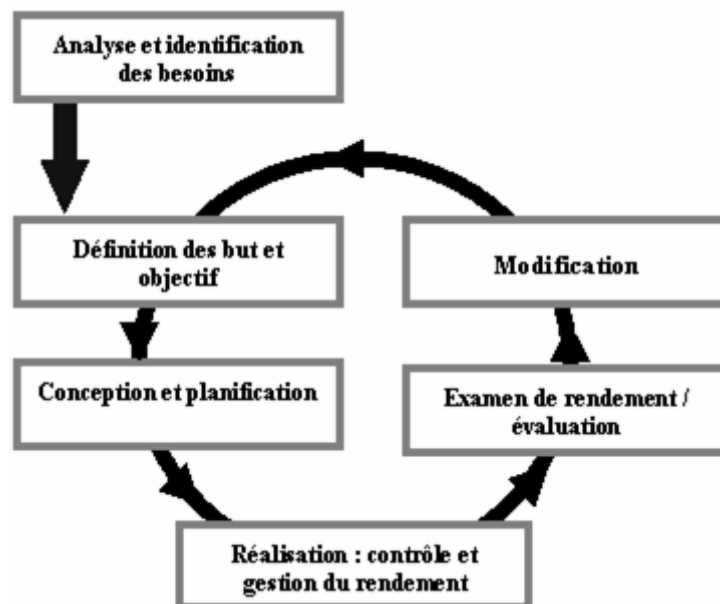 Analyse et identification
des besoins
Définition des but et
objectif
Modification
Conception et planification
Examen de rendement /
évaluation
Réalisation : contrôle et
gestion du rendement